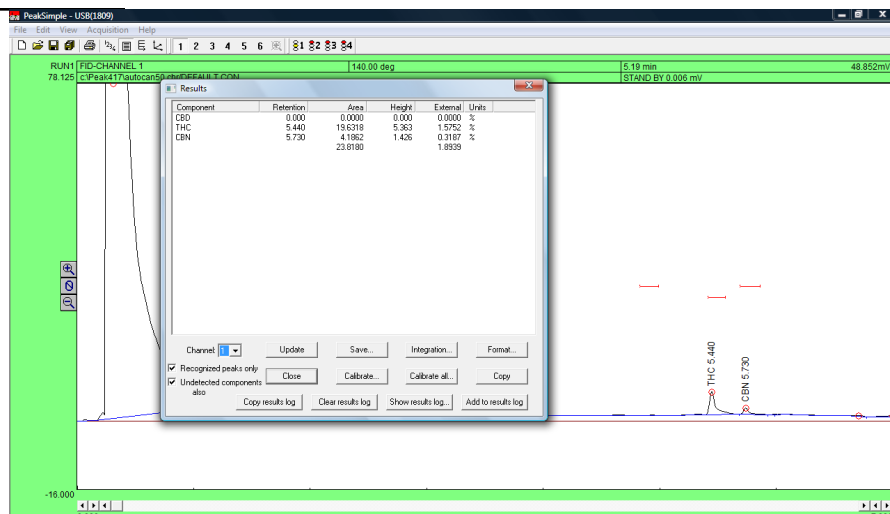 PeakSimple - USB(1809)
File Edit View Acquisition Help
1 2 3 4 5 6 1 2 3 4
RUN1 FID-CHANNEL 1 140.00 deg 5.19 min 48.852mV
78.125 c:\Peak417\autocan50.chr/DEFAULT.CON STAND BY 0.006 mV
Results
Component Retention Area Height External Units
CBD 0.000 0.0000 0.000 0.0000 %
THC 5.440 19.6318 5.363 1.5752 %
CBN 5.730 4.1862 1.426 0.3187 %
23.8180 1.8939
Channel: 1 Update Save... Integration... Format...
Recognized peaks only
Undetected components also
Close Calibrate... Calibrate all... Copy
Copy results log Clear results log Show results log... Add to results log
THC 5.440
CBN 5.730
-16.000